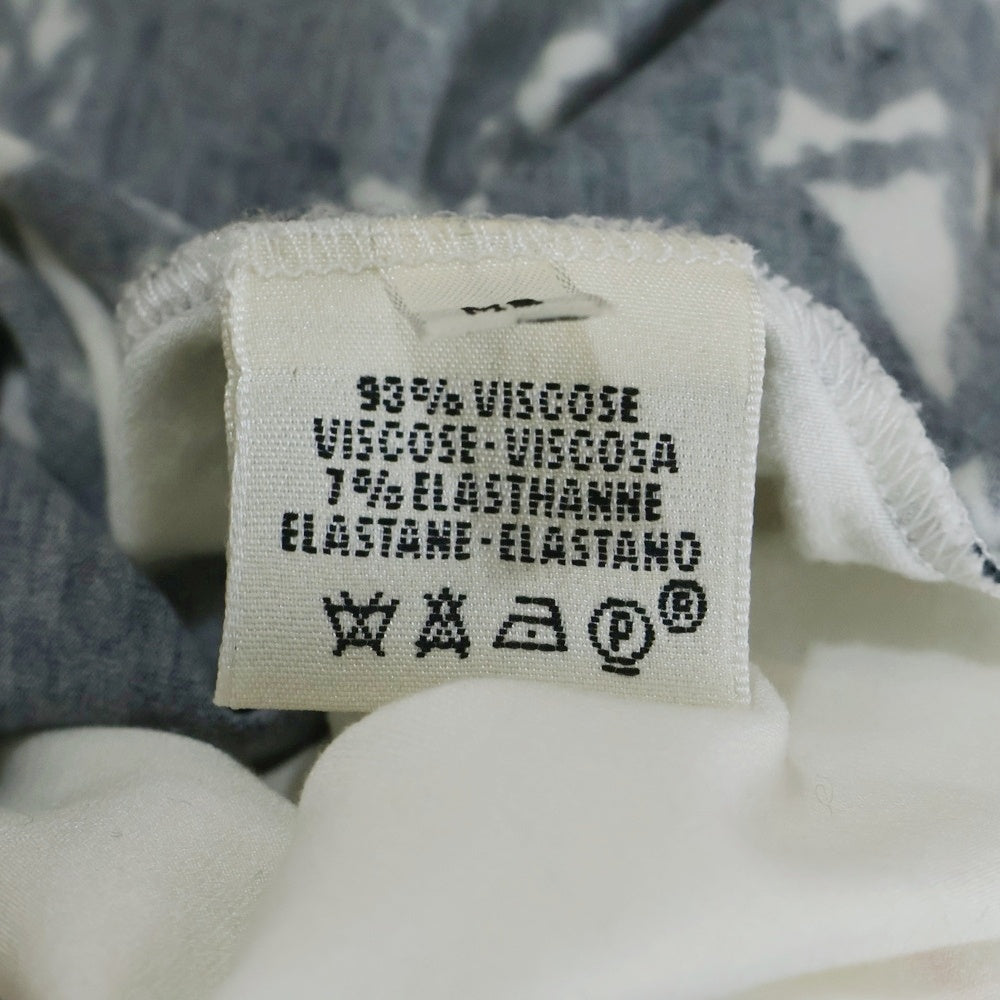 93% VISCOSE
VISCOSE-VISCOSA
7% ELASTHANNE
ELASTANE-ELASTANO
P ®